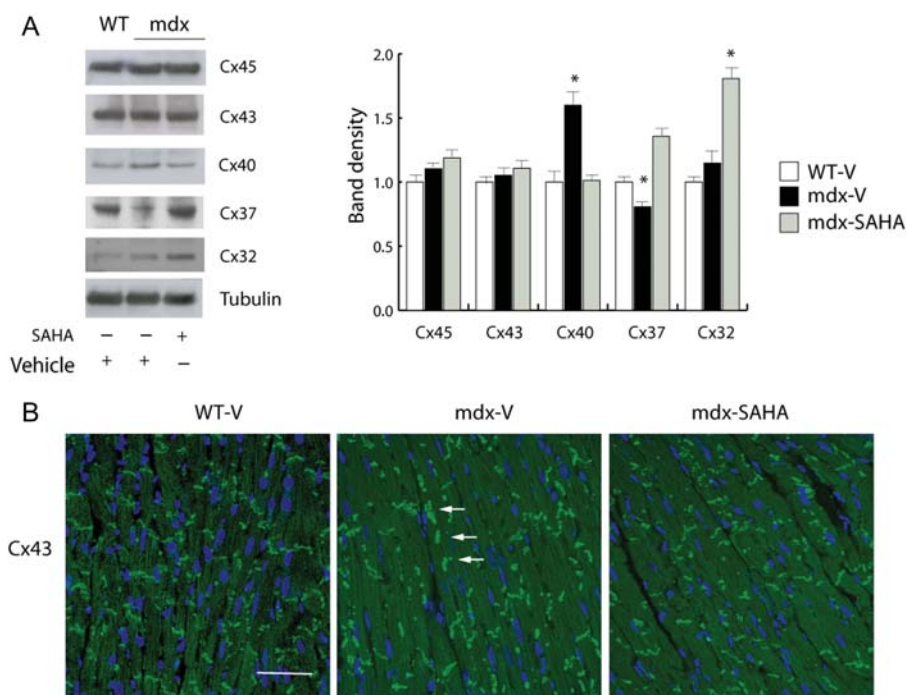 A
WT mdx
Cx45
Cx43
Cx40
Cx37
Cx32
Tubulin
SAHA – – +
Vehicle + + –
Band density
2.0
1.5
1.0
0.5
0.0
* * *
Cx45 Cx43 Cx40 Cx37 Cx32
WT-V
mdx-V
mdx-SAHA
B
WT-V mdx-V mdx-SAHA
Cx43